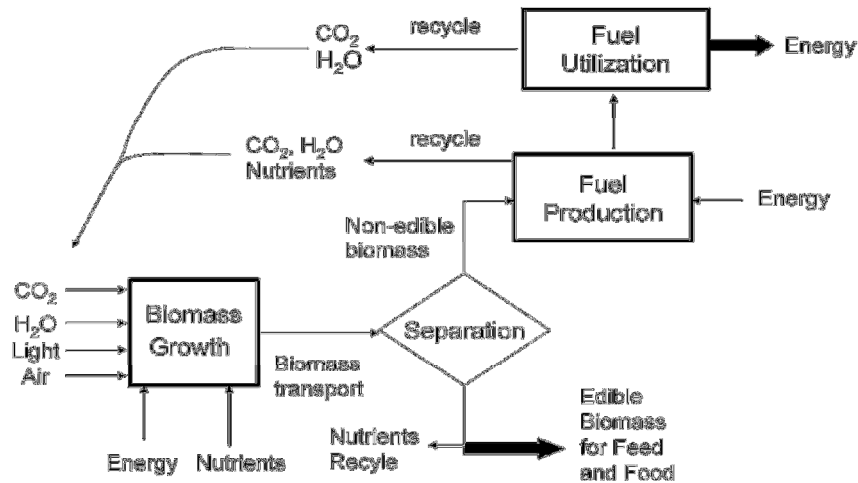 CO₂
H₂O
recycle
Fuel
Utilization
Energy
CO₂, H₂O
Nutrients
recycle
Fuel
Production
Energy
Non-edible
biomass
CO₂
H₂O
Light
Air
Biomass
Growth
Biomass
transport
Separation
Energy
Nutrients
Nutrients
Recyle
Edible
Biomass
for Feed
and Food